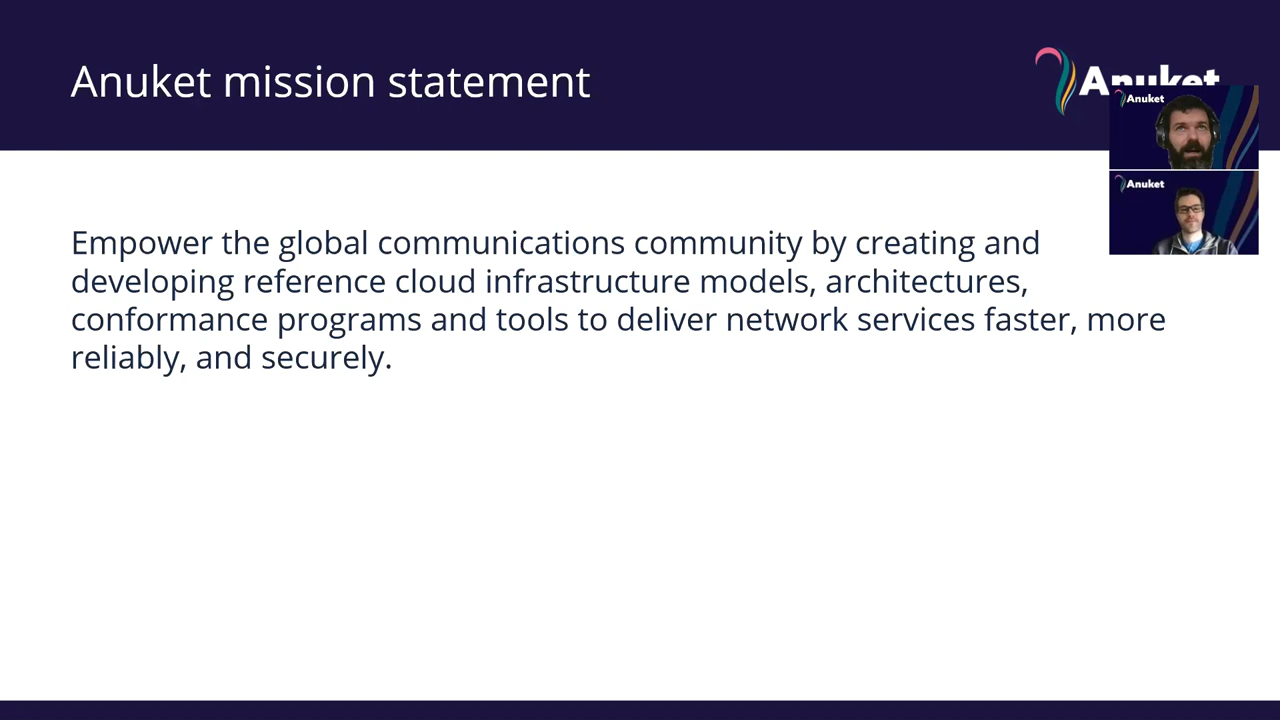 Anuket mission statement
Anuket
Anuket
Anuket
Empower the global communications community by creating and
developing reference cloud infrastructure models, architectures,
conformance programs and tools to deliver network services faster, more
reliably, and securely.